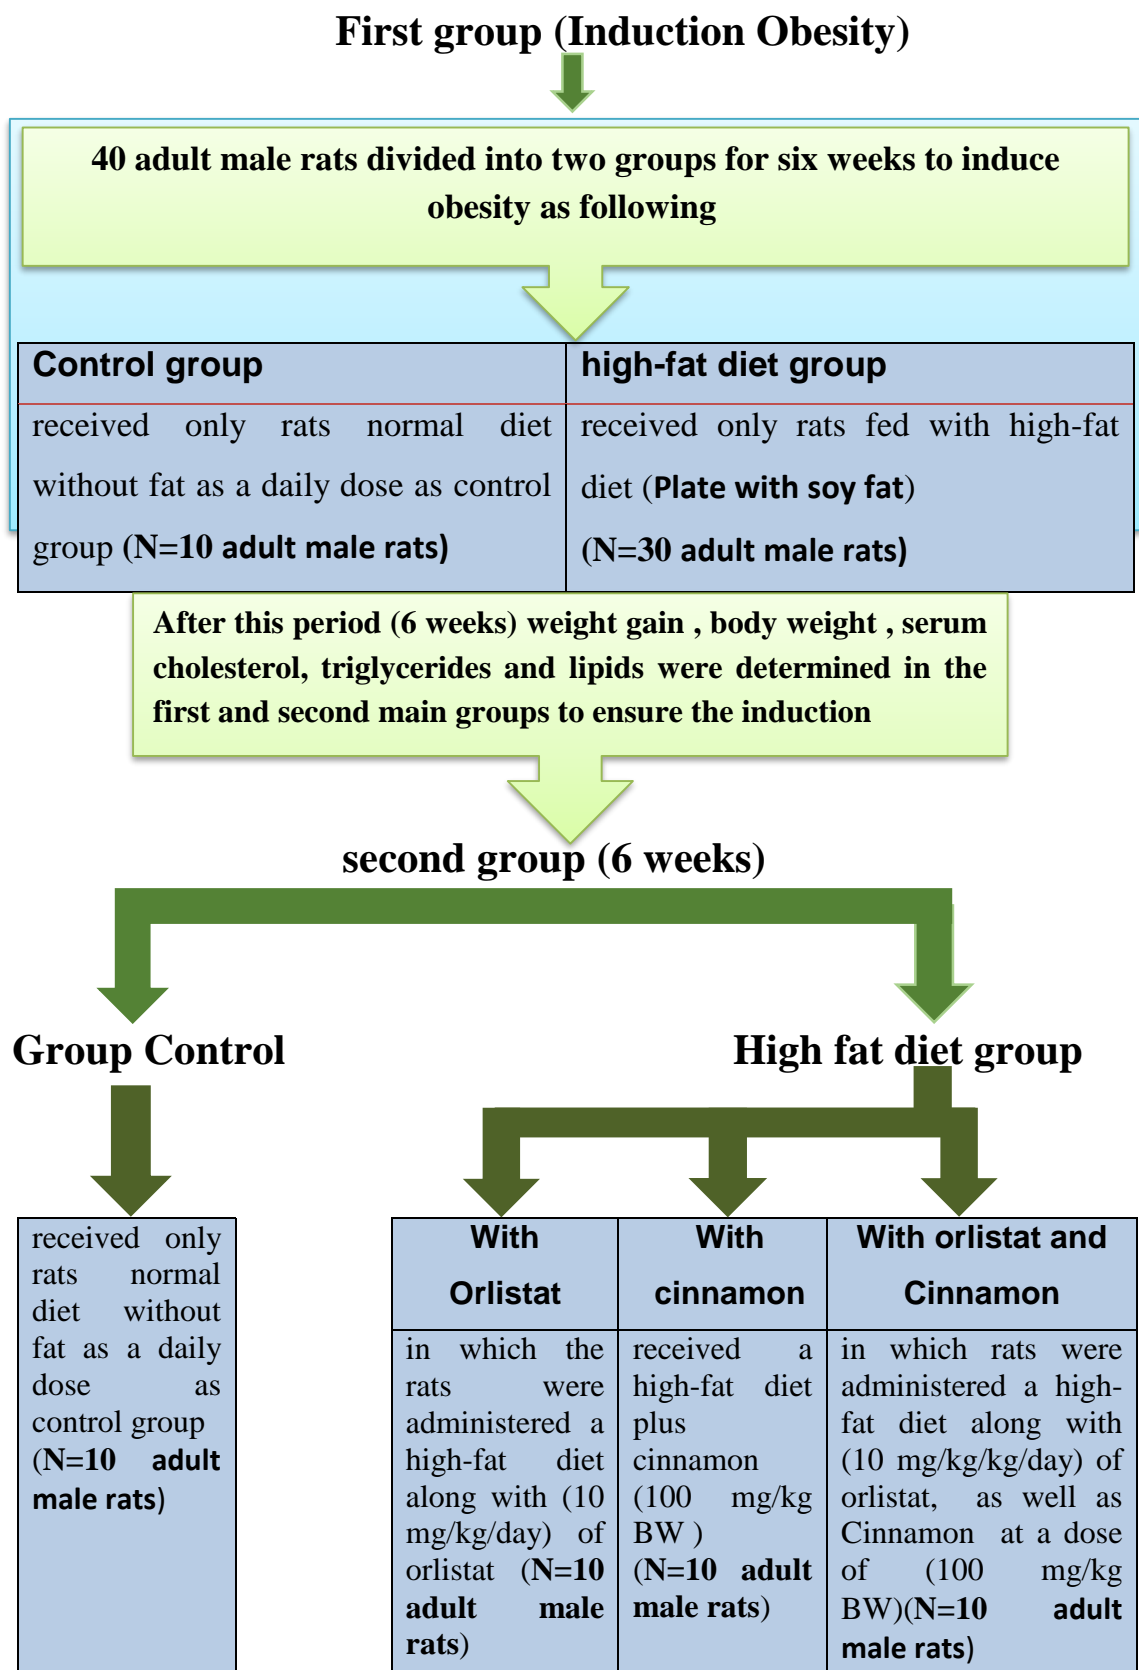 First group (Induction Obesity)
40 adult male rats divided into two groups for six weeks to induce
obesity as following
Control group
received only rats normal diet
without fat as a daily dose as control
group (N=10 adult male rats)
high-fat diet group
received only rats fed with high-fat
diet (Plate with soy fat)
(N=30 adult male rats)
After this period (6 weeks) weight gain , body weight , serum
cholesterol, triglycerides and lipids were determined in the
first and second main groups to ensure the induction
second group (6 weeks)
Group Control
High fat diet group
received only
rats normal
diet without
fat as a daily
dose as
control group
(N=10 adult
male rats)
With
Orlistat
in which the
rats were
administered a
high-fat diet
along with (10
mg/kg/day) of
orlistat (N=10
adult male
rats)
With
cinnamon
received a
high-fat diet
plus
cinnamon
(100 mg/kg
BW )
(N=10 adult
male rats)
With orlistat and
Cinnamon
in which rats were
administered a high-
fat diet along with
(10 mg/kg/kg/day) of
orlistat, as well as
Cinnamon at a dose
of (100 mg/kg
BW)(N=10 adult
male rats)